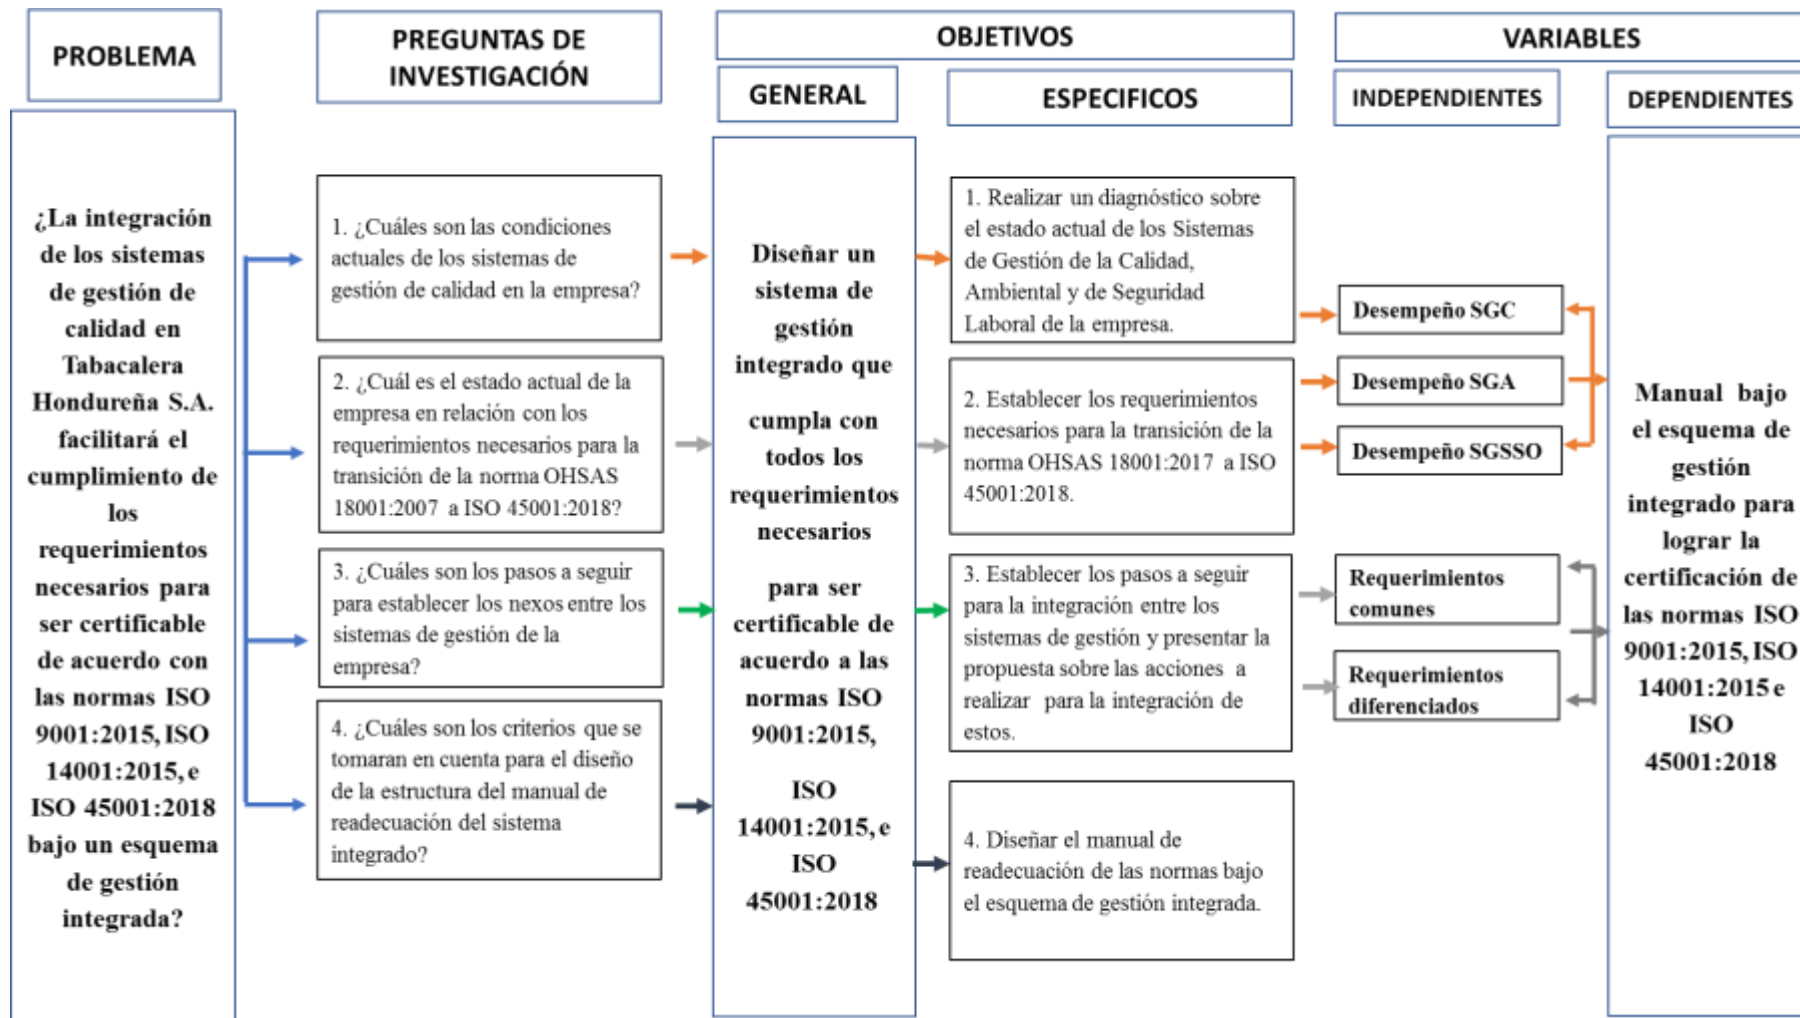 PROBLEMA
¿La integración
de los sistemas
de gestión de
calidad en
Tabacalera
Hondureña S.A.
facilitará el
cumplimiento de
los
requerimientos
necesarios para
ser certificable
de acuerdo con
las normas ISO
9001:2015, ISO
14001:2015, e
ISO 45001:2018
bajo un esquema
de gestión
integrada?
PREGUNTAS DE
INVESTIGACIÓN
1. ¿Cuáles son las condiciones
actuales de los sistemas de
gestión de calidad en la empresa?
2. ¿Cuál es el estado actual de la
empresa en relación con los
requerimientos necesarios para la
transición de la norma OHSAS
18001:2007 a ISO 45001:2018?
3. ¿Cuáles son los pasos a seguir
para establecer los nexos entre los
sistemas de gestión de la
empresa?
4. ¿Cuáles son los criterios que se
tomaran en cuenta para el diseño
de la estructura del manual de
readecuación del sistema
integrado?
OBJETIVOS
GENERAL
Diseñar un
sistema de
gestión
integrado que
cumpla con
todos los
requerimientos
necesarios
para ser
certificable de
acuerdo a las
normas ISO
9001:2015,
ISO
14001:2015, e
ISO
45001:2018
ESPECIFICOS
1. Realizar un diagnóstico sobre
el estado actual de los Sistemas
de Gestión de la Calidad,
Ambiental y de Seguridad
Laboral de la empresa.
2. Establecer los requerimientos
necesarios para la transición de la
norma OHSAS 18001:2017 a ISO
45001:2018.
3. Establecer los pasos a seguir
para la integración entre los
sistemas de gestión y presentar la
propuesta sobre las acciones a
realizar para la integración de
estos.
4. Diseñar el manual de
readecuación de las normas bajo
el esquema de gestión integrada.
VARIABLES
INDEPENDIENTES
Desempeño SGC
Desempeño SGA
Desempeño SGSSO
Requerimientos
comunes
Requerimientos
diferenciados
DEPENDIENTES
Manual bajo
el esquema de
gestión
integrado para
lograr la
certificación de
las normas ISO
9001:2015, ISO
14001:2015 e
ISO
45001:2018